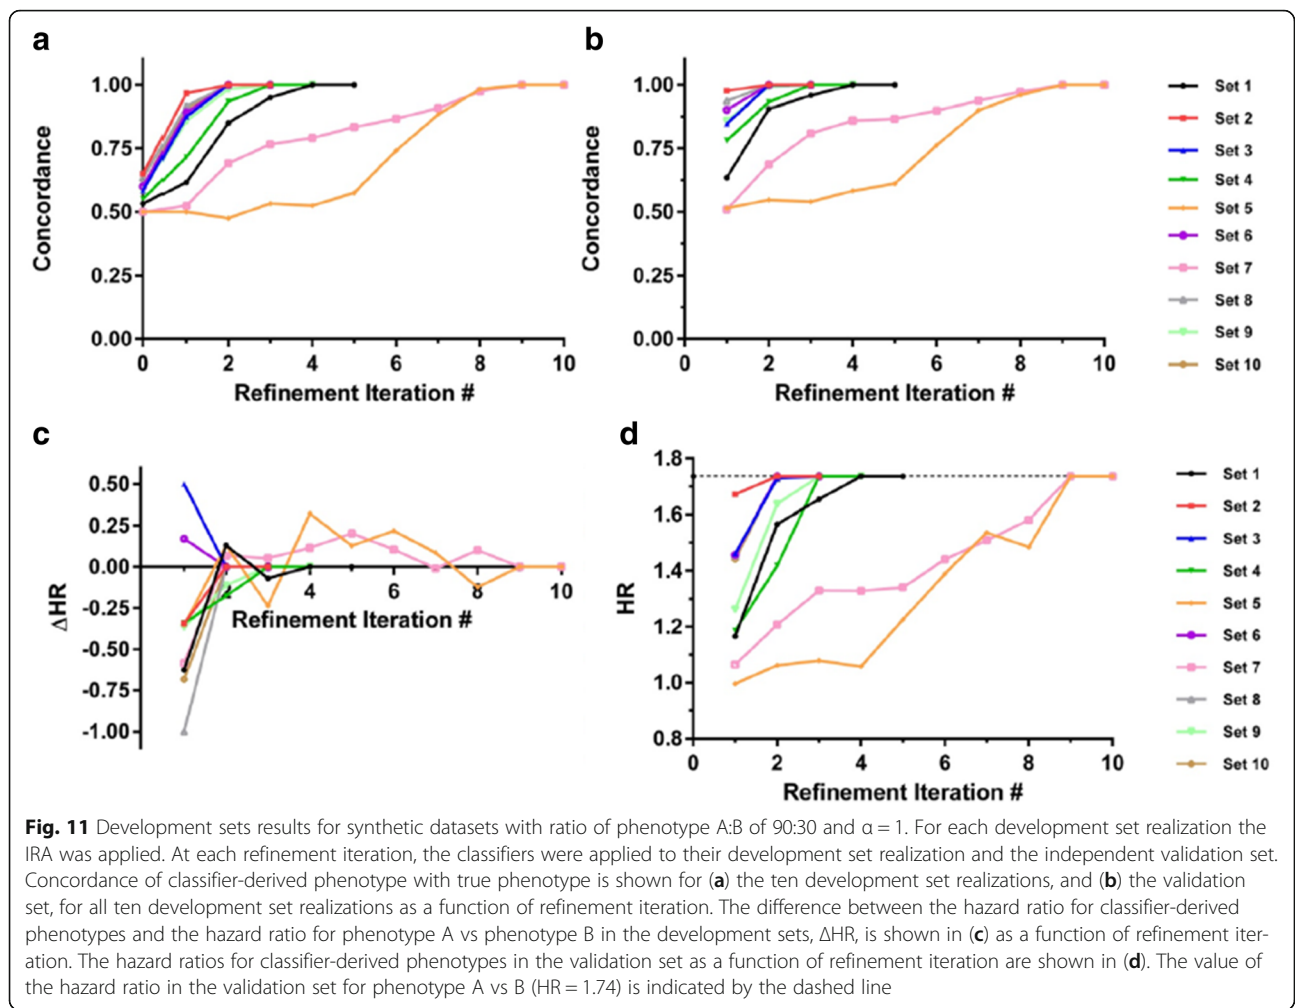 a
1.00
0.75
0.50
0.25
0.00
Concordance
0 2 4 6 8 10
Refinement Iteration #
b
1.00
0.75
0.50
0.25
0.00
Concordance
0 2 4 6 8 10
Refinement Iteration #
Set 1
Set 2
Set 3
Set 4
Set 5
Set 6
Set 7
Set 8
Set 9
Set 10
c
0.50
0.25
0.00
-0.25
-0.50
-0.75
-1.00
ΔHR
4 6 8 10
Refinement Iteration #
d
1.8
1.6
1.4
1.2
1.0
0.8
HR
0 2 4 6 8 10
Refinement Iteration #
Set 1
Set 2
Set 3
Set 4
Set 5
Set 6
Set 7
Set 8
Set 9
Set 10
Fig. 11 Development sets results for synthetic datasets with ratio of phenotype A:B of 90:30 and α = 1. For each development set realization the
IRA was applied. At each refinement iteration, the classifiers were applied to their development set realization and the independent validation set.
Concordance of classifier-derived phenotype with true phenotype is shown for (a) the ten development set realizations, and (b) the validation
set, for all ten development set realizations as a function of refinement iteration. The difference between the hazard ratio for classifier-derived
phenotypes and the hazard ratio for phenotype A vs phenotype B in the development sets, ΔHR, is shown in (c) as a function of refinement iter-
ation. The hazard ratios for classifier-derived phenotypes in the validation set as a function of refinement iteration are shown in (d). The value of
the hazard ratio in the validation set for phenotype A vs B (HR = 1.74) is indicated by the dashed line